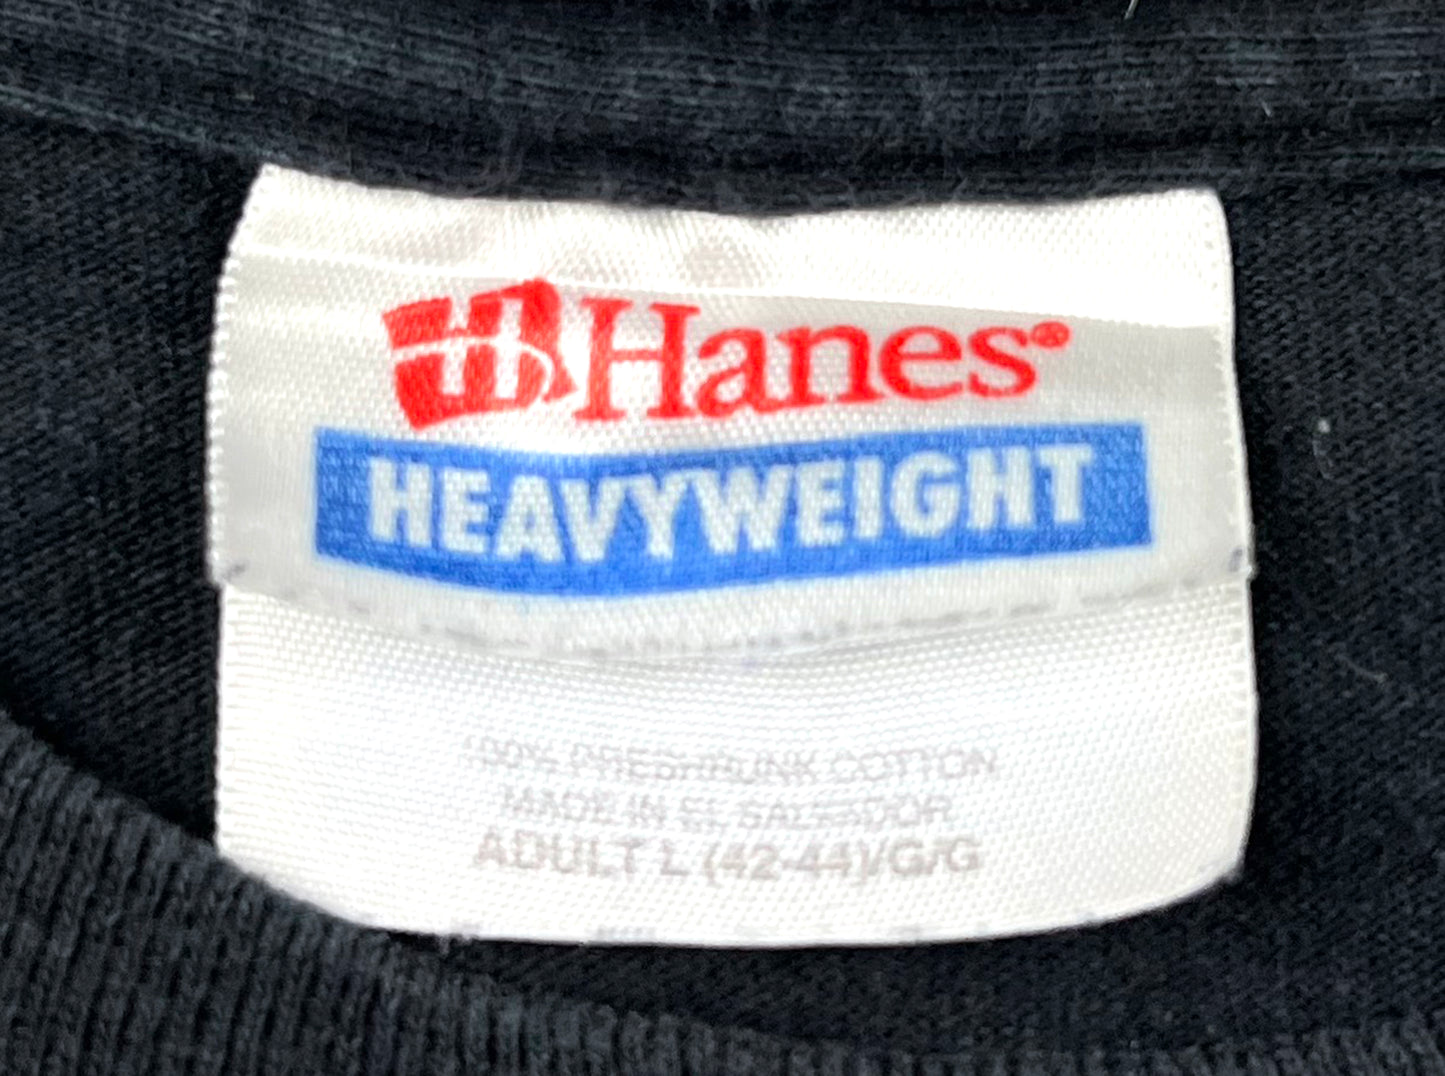 H Hanes®
HEAVYWEIGHT
100% PRESHRUNK COTTON
MADE IN EL SALVADOR
ADULT L (42-44)/G/G